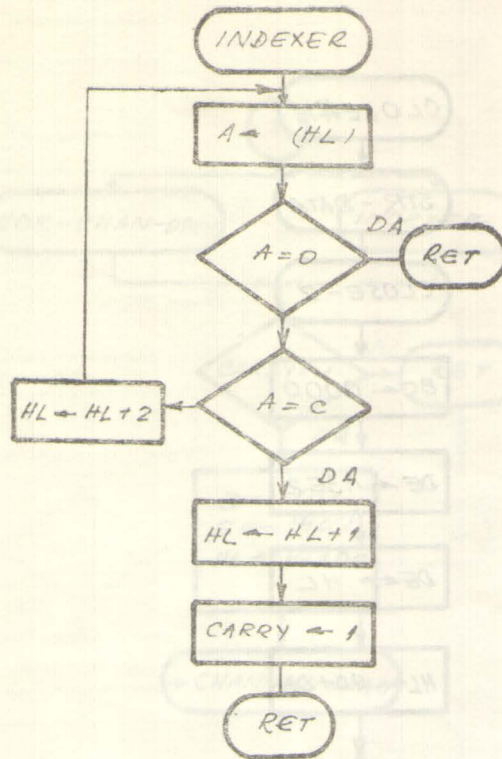 INDEXER
A ← (HL)
A = 0
DA
RET
A = C
HL ← HL + 2
DA
HL ← HL + 1
CARRY ← 1
RET